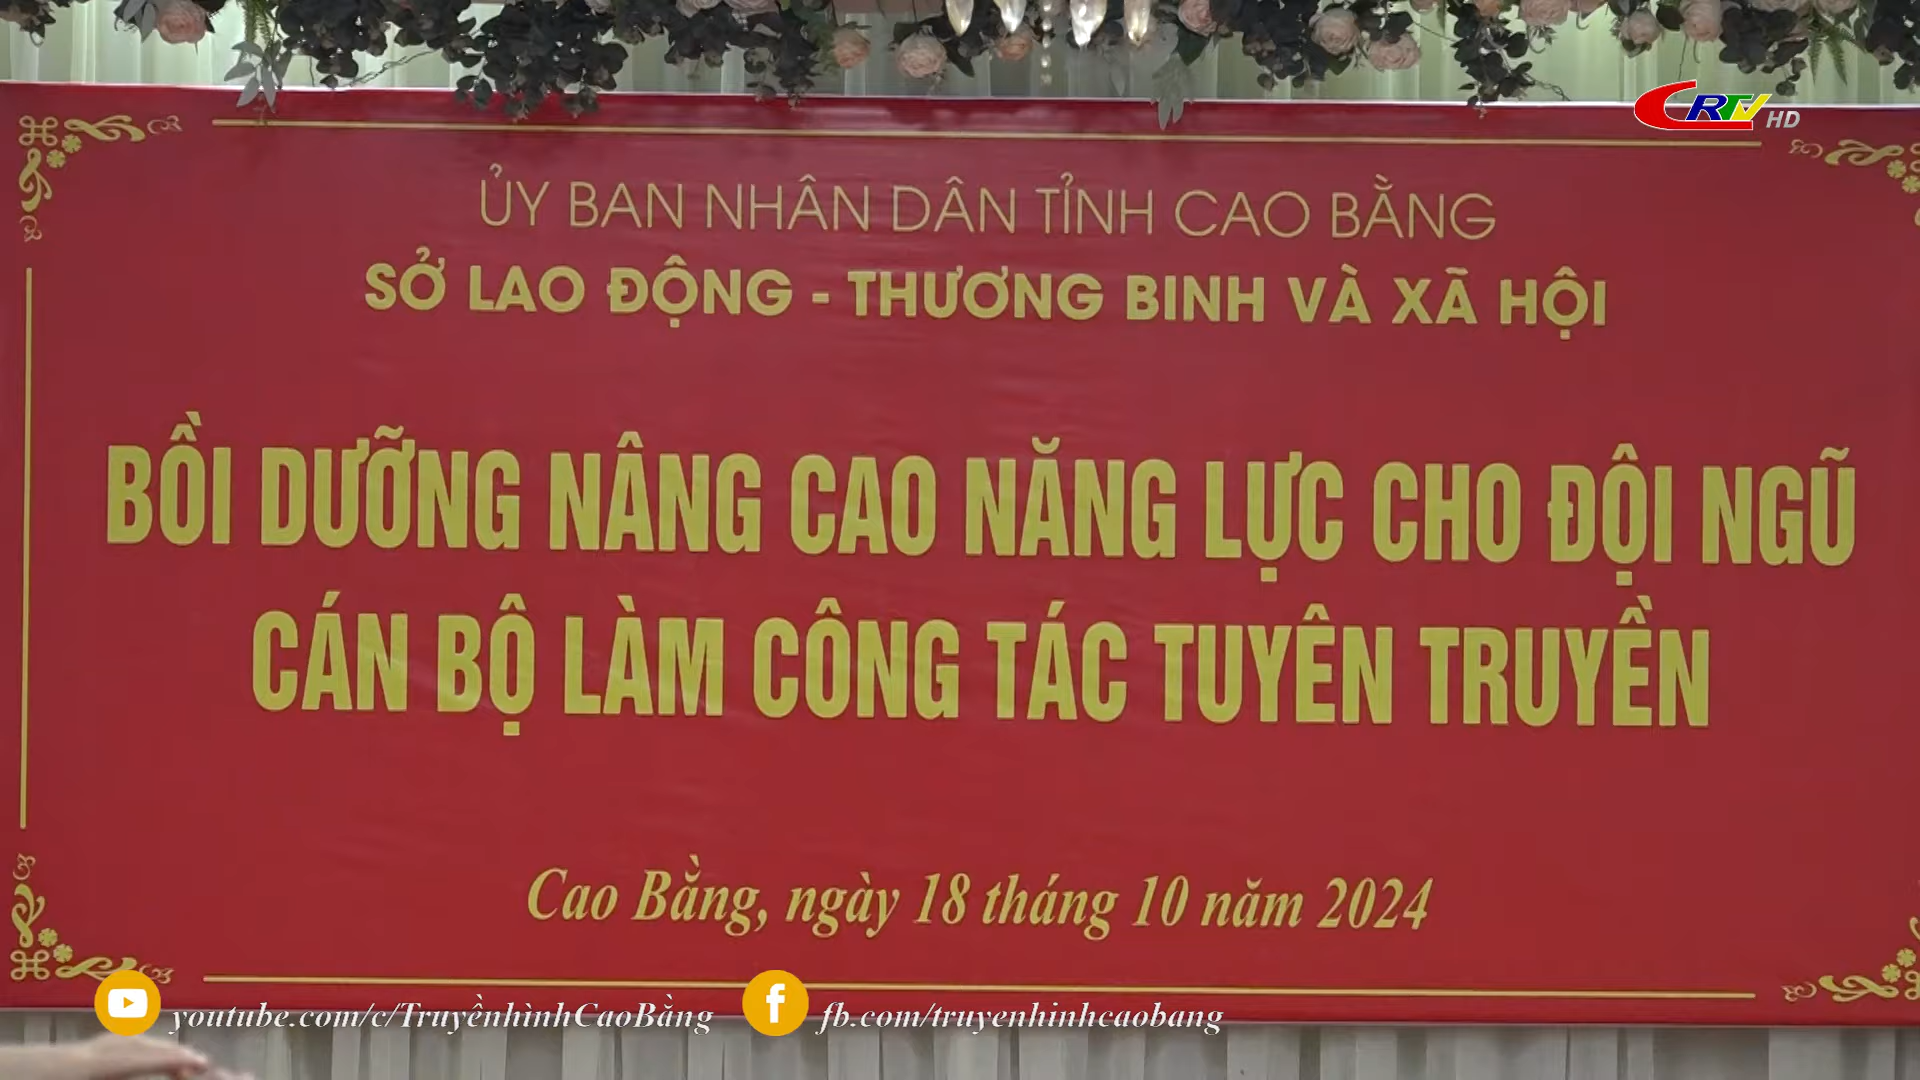 CRTV HD
ỦY BAN NHÂN DÂN TỈNH CAO BẰNG
SỞ LAO ĐỘNG - THƯƠNG BINH VÀ XÃ HỘI
BỒI DƯỠNG NÂNG CAO NĂNG LỰC CHO ĐỘI NGŨ
CÁN BỘ LÀM CÔNG TÁC TUYÊN TRUYỀN
Cao Bằng, ngày 18 tháng 10 năm 2024
youtube.com/c/TruyềnhìnhCaoBằng
fb.com/truyenhinhcaobang